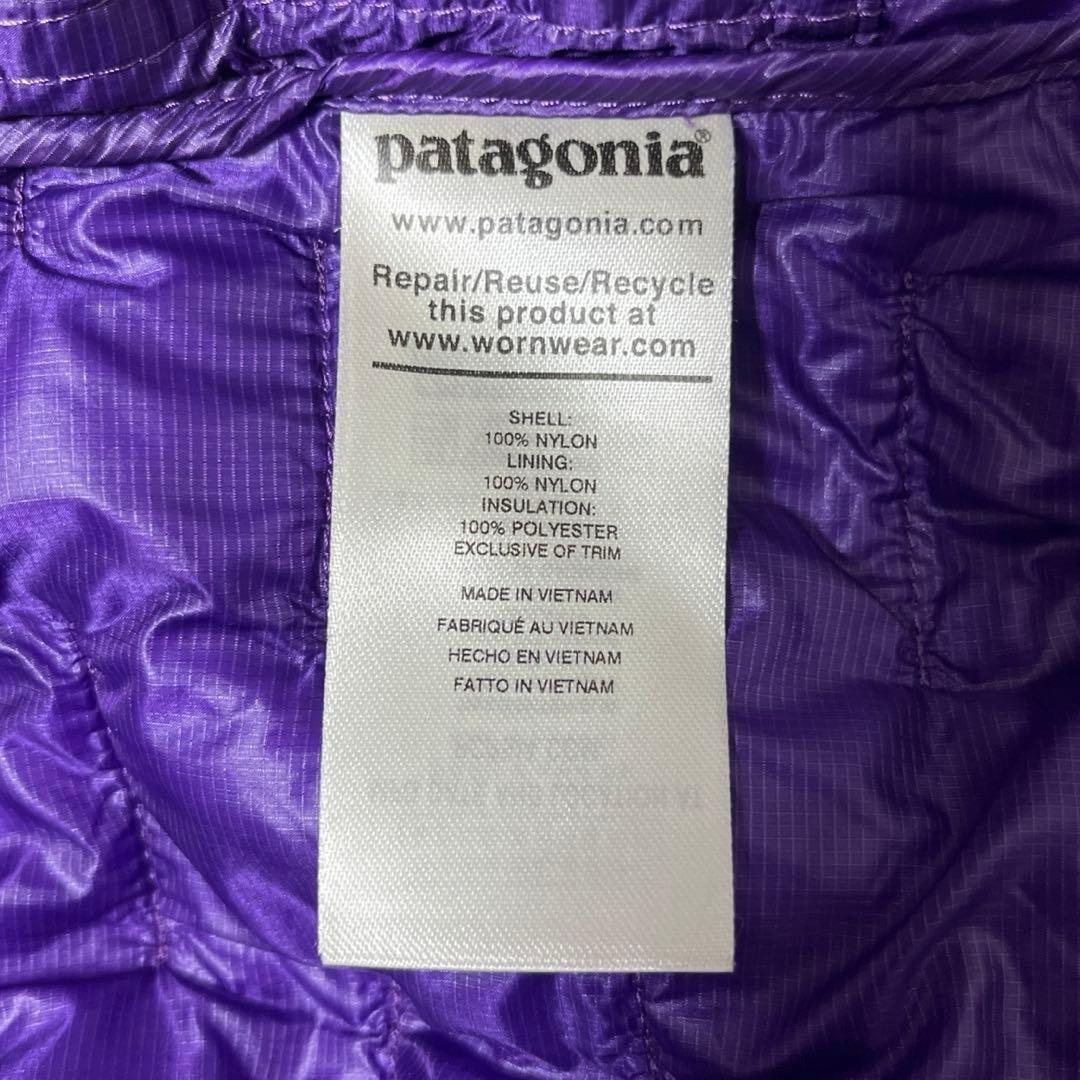 patagonia®
www.patagonia.com
Repair/Reuse/Recycle
this product at
www.wornwear.com
SHELL:
100% NYLON
LINING:
100% NYLON
INSULATION:
100% POLYESTER
EXCLUSIVE OF TRIM
MADE IN VIETNAM
FABRIQUÉ AU VIETNAM
HECHO EN VIETNAM
FATTO IN VIETNAM